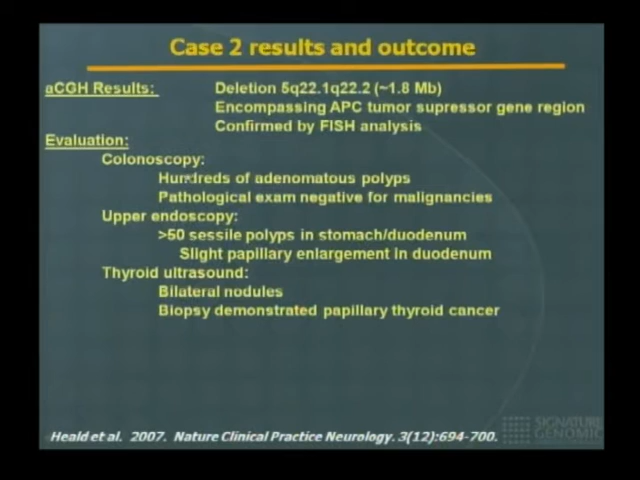 Case 2 results and outcome
aCGH Results: Deletion 5q22.1q22.2 (~1.8 Mb)
Encompassing APC tumor supressor gene region
Confirmed by FISH analysis
Evaluation:
Colonoscopy:
Hundreds of adenomatous polyps
Pathological exam negative for malignancies
Upper endoscopy:
>50 sessile polyps in stomach/duodenum
Slight papillary enlargement in duodenum
Thyroid ultrasound:
Bilateral nodules
Biopsy demonstrated papillary thyroid cancer
Heald et al. 2007. Nature Clinical Practice Neurology. 3(12):694-700.
SIGNATURE
GENOMIC